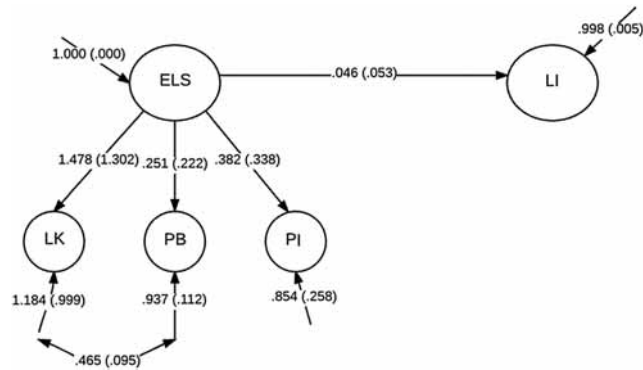 .998 (.005)
1.000 (.000)
ELS
.046 (.053)
LI
1.478 (1.302)
.251 (.222)
.382 (.338)
LK
PB
PI
1.184 (.999)
.937 (.112)
.854 (.258)
.465 (.095)